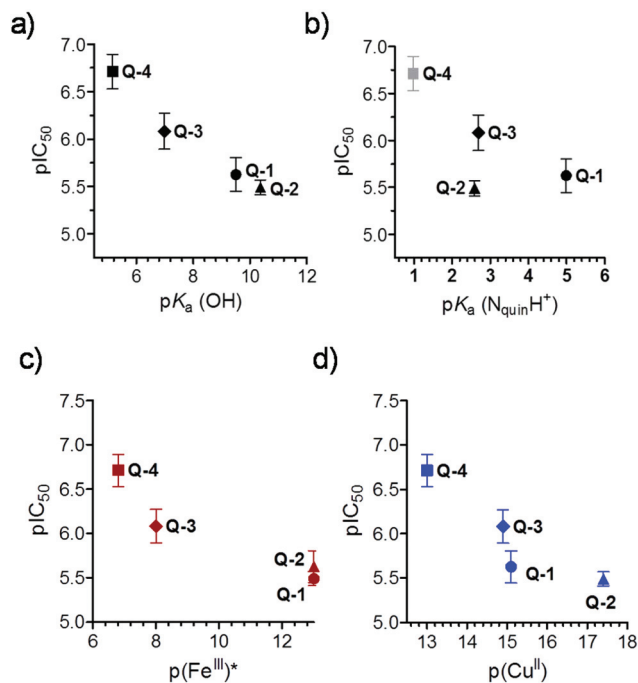 a)
pIC50
7.0
6.5
6.0
5.5
5.0
Q-4
Q-3
Q-1
Q-2
6 8 10 12
pKa (OH)
b)
pIC50
7.0
6.5
6.0
5.5
5.0
Q-4
Q-3
Q-2
Q-1
1 2 3 4 5 6
pKa (NquinH+)
c)
pIC50
7.5
7.0
6.5
6.0
5.5
5.0
Q-4
Q-3
Q-2
Q-1
6 8 10 12
p(FeIII)*
d)
pIC50
7.5
7.0
6.5
6.0
5.5
5.0
Q-4
Q-3
Q-1
Q-2
13 14 15 16 17 18
p(CuII)